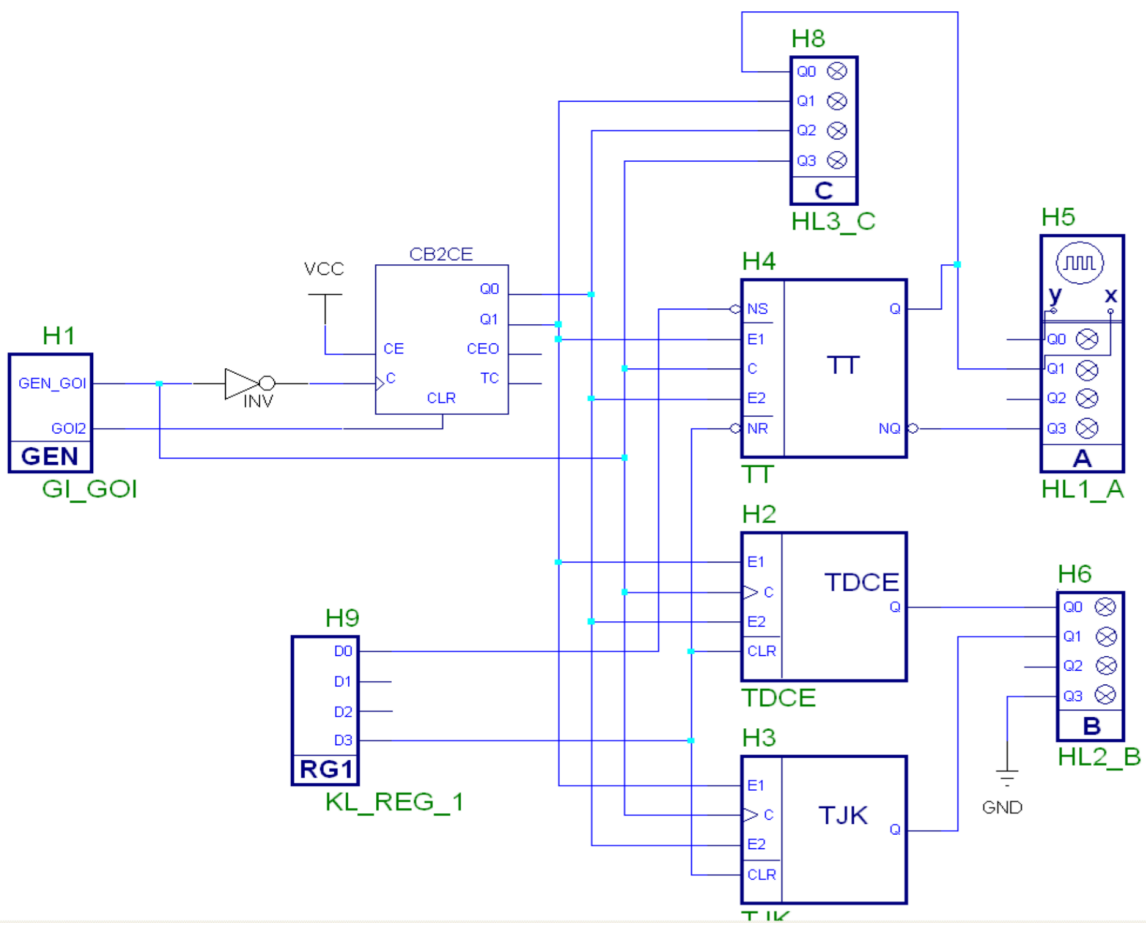 H8
Q0
Q1
Q2
Q3
C
HL3_C
H5
y x
Q0
Q1
Q2
Q3
A
HL1_A
H4
NS
E1
C
E2
NR
TT
Q
NQ
TT
CB2CE
VCC
Q0
Q1
CE
CEO
C
TC
CLR
H1
GEN_GOI
GOI2
GEN
GI_GOI
INV
H2
E1
C
E2
CLR
TDCE
Q
TDCE
H6
Q0
Q1
Q2
Q3
B
HL2_B
GND
H9
D0
D1
D2
D3
RG1
KL_REG_1
H3
E1
C
E2
CLR
TJK
Q
TJK